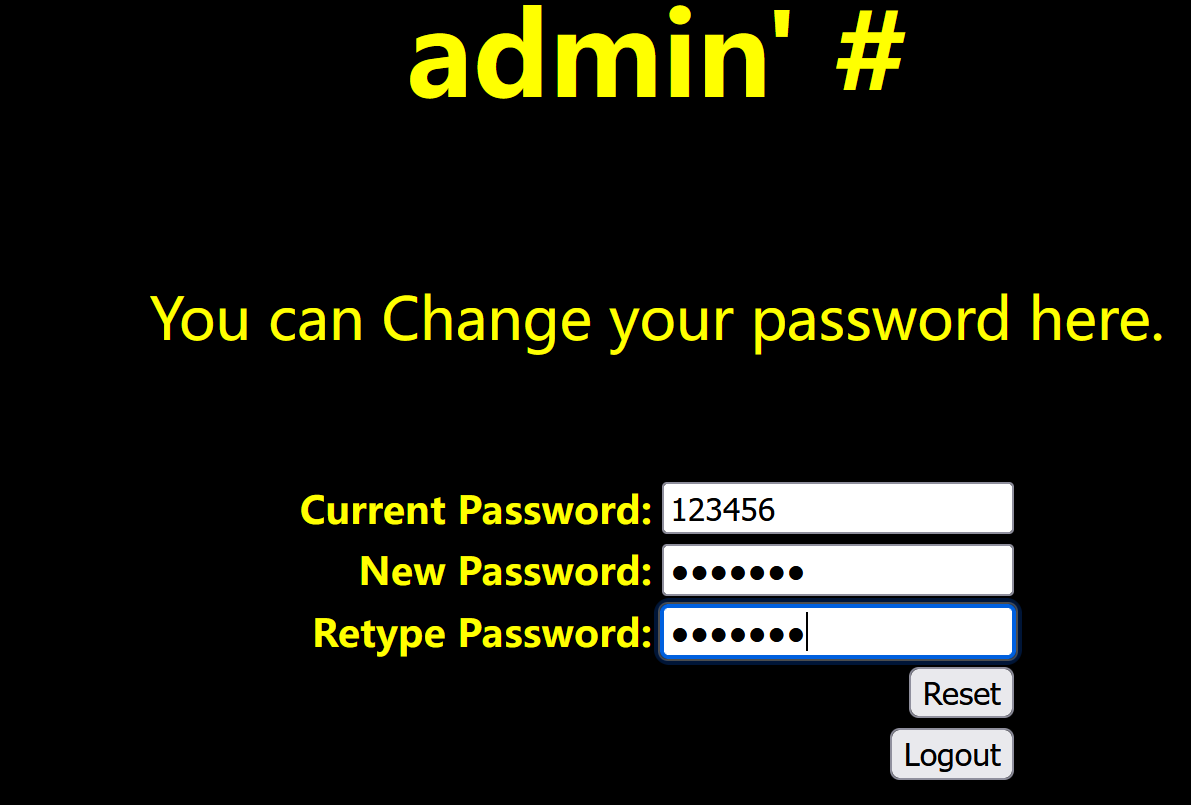 admin' #
You can Change your password here.
Current Password: 123456
New Password: •••••••
Retype Password: •••••••
Reset
Logout